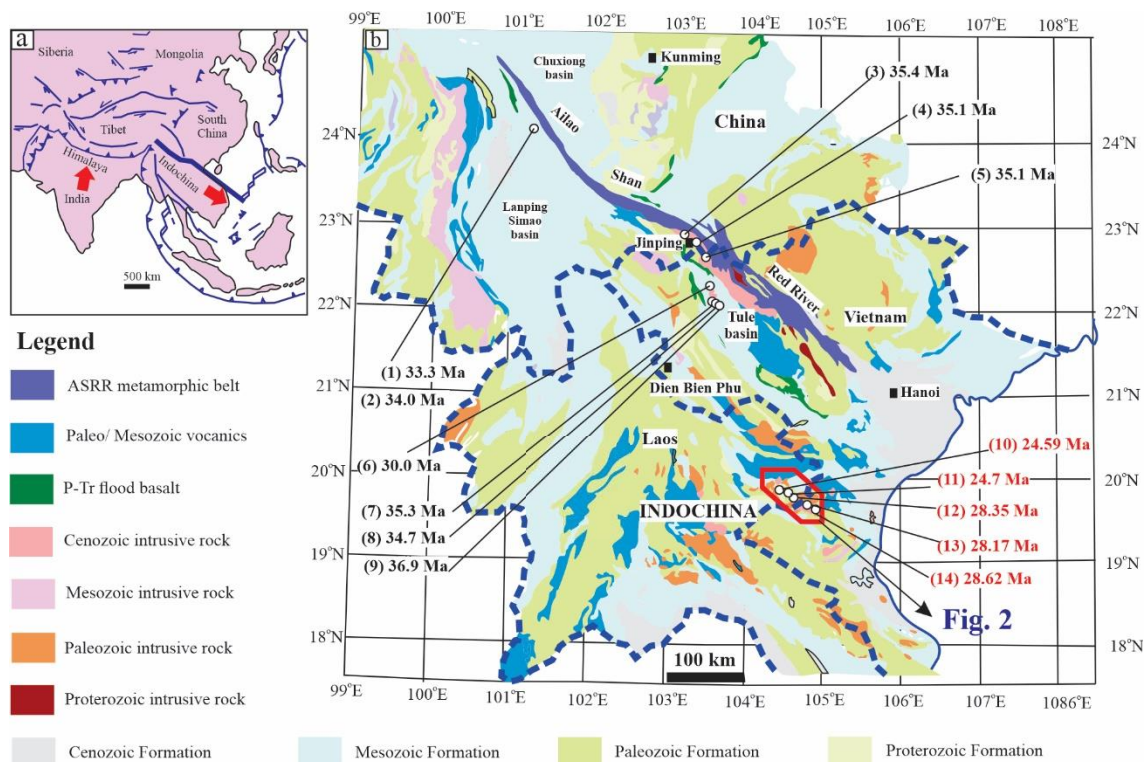 a
Siberia
Mongolia
Tibet
South
China
Himalaya
India
Indochina
500 km
b
99°E
100°E
101°E
102°E
103°E
104°E
105°E
106°E
107°E
108°E
24°N
23°N
22°N
21°N
20°N
19°N
18°N
Chuxiong
basin
Kunming
China
Ailao
Shan
Lanping
Simao
basin
Jinping
Red River
Tule
basin
Vietnam
Hanoi
Dien Bien Phu
Laos
INDOCHINA
(3) 35.4 Ma
(4) 35.1 Ma
(5) 35.1 Ma
(1) 33.3 Ma
(2) 34.0 Ma
(6) 30.0 Ma
(7) 35.3 Ma
(8) 34.7 Ma
(9) 36.9 Ma
(10) 24.59 Ma
(11) 24.7 Ma
(12) 28.35 Ma
(13) 28.17 Ma
(14) 28.62 Ma
Fig. 2
100 km
24°N
23°N
22°N
21°N
20°N
19°N
18°N
99°E
100°E
101°E
102°E
103°E
104°E
105°E
106°E
107°E
1086°E
Legend
ASRR metamorphic belt
Paleo/ Mesozoic vocanics
P-Tr flood basalt
Cenozoic intrusive rock
Mesozoic intrusive rock
Paleozoic intrusive rock
Proterozoic intrusive rock
Cenozoic Formation
Mesozoic Formation
Paleozoic Formation
Proterozoic Formation